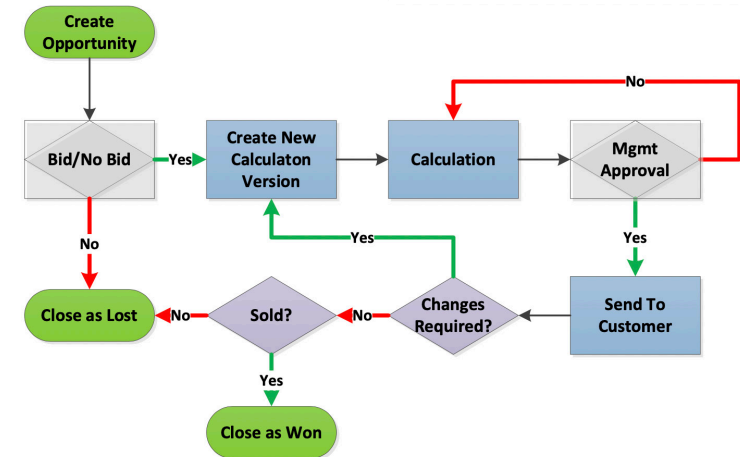 Create
Opportunity
No
Bid/No Bid
Yes
Create New
Calculaton
Version
Calculation
Mgmt
Approval
No
Yes
Yes
Close as Lost
No
Sold?
No
Changes
Required?
Send To
Customer
Yes
Close as Won